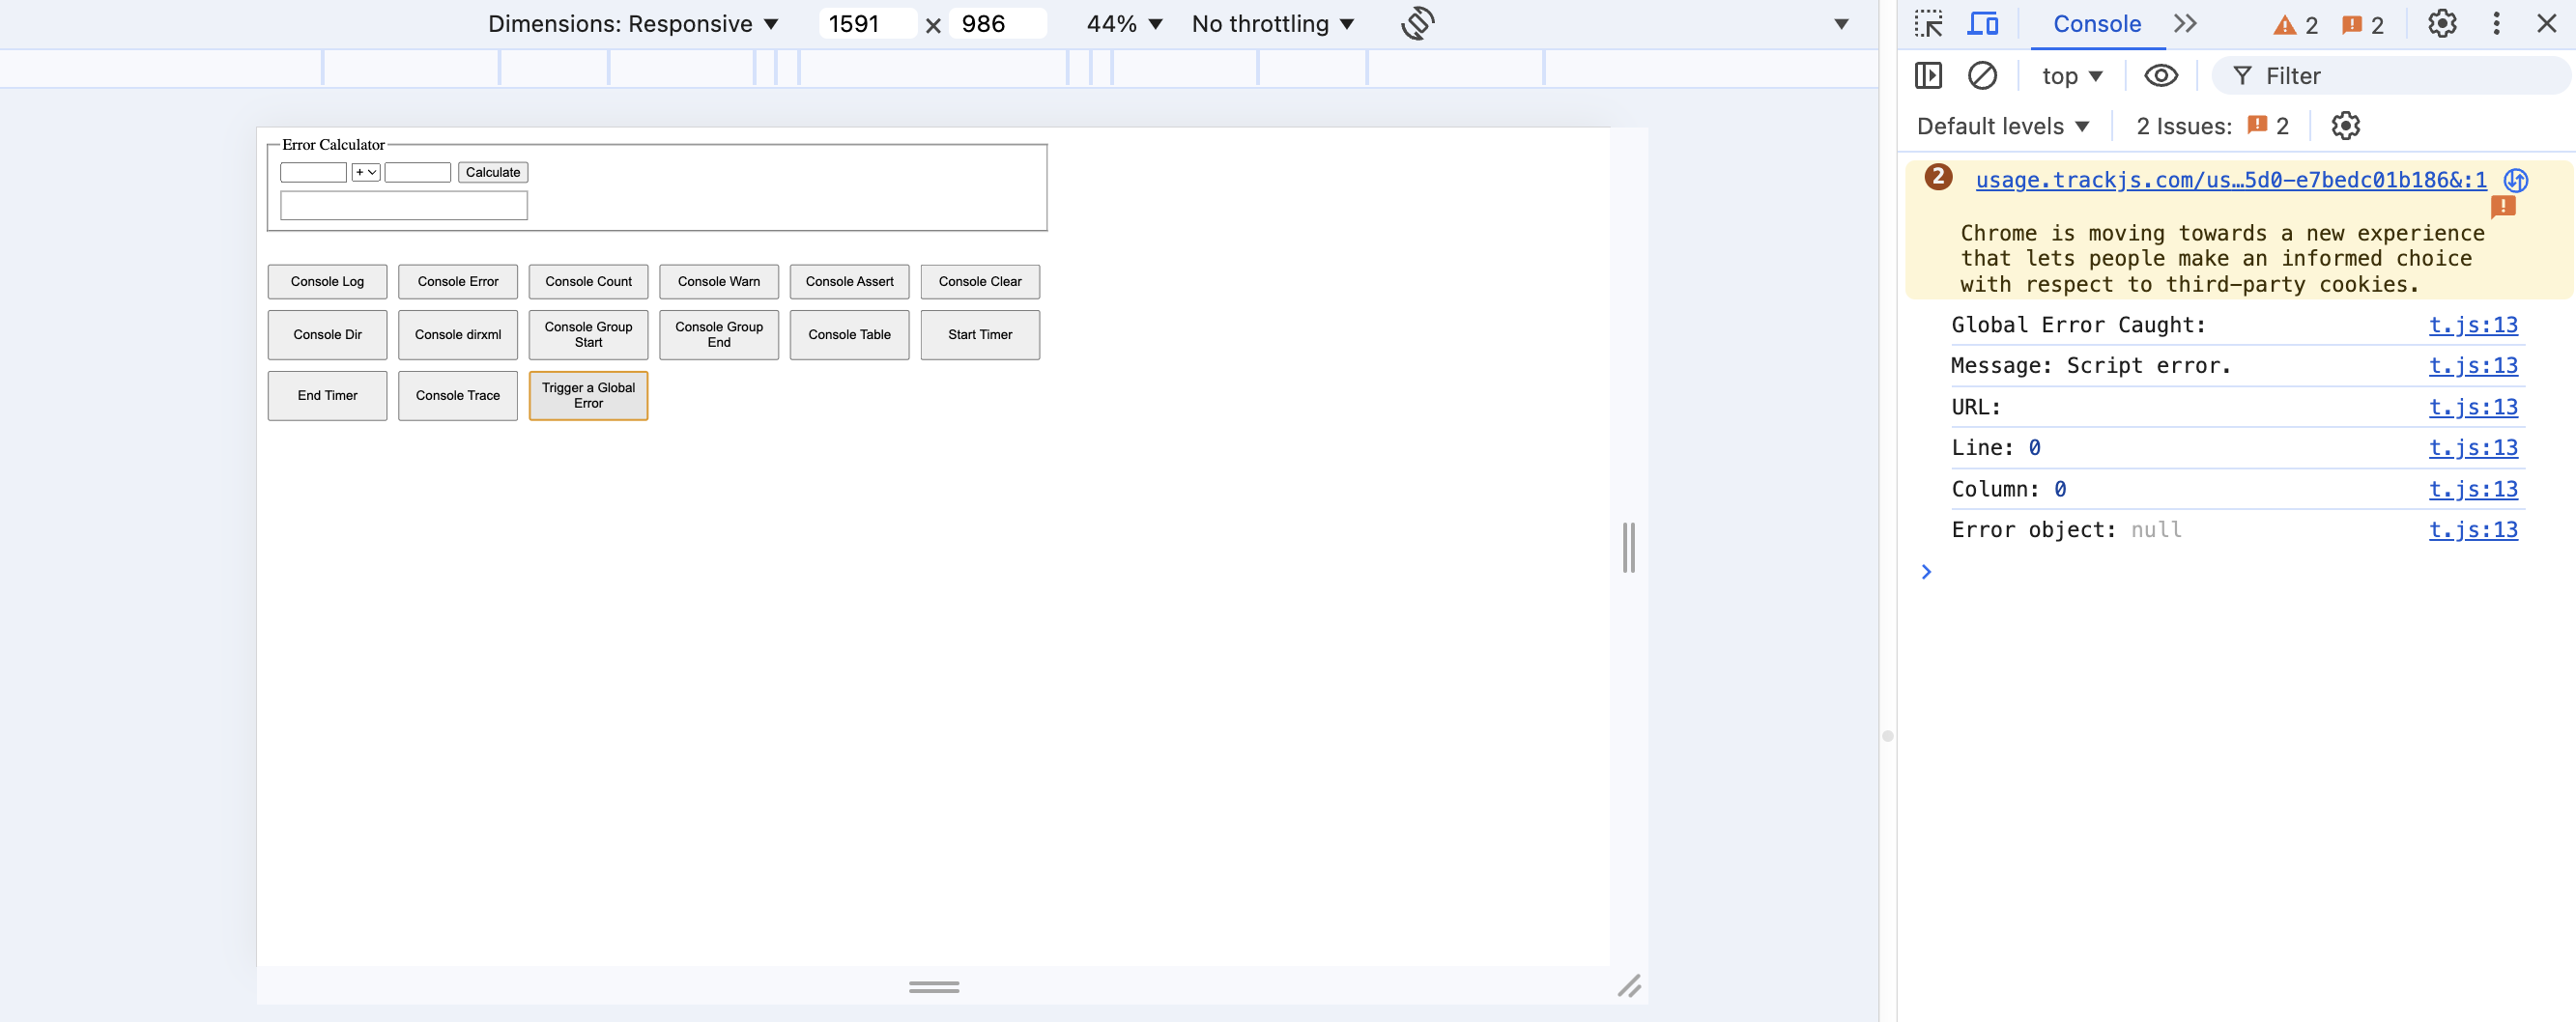 Dimensions: Responsive ▼ 1591 × 986 44% ▼ No throttling ▼
Console 2 2
top ▼ Filter
Default levels ▼ 2 Issues: 2
Error Calculator
+ Calculate
Console Log Console Error Console Count Console Warn Console Assert Console Clear
Console Dir Console dirxml Console Group Start Console Group End Console Table Start Timer
End Timer Console Trace Trigger a Global Error
2 usage.trackjs.com/us…5d0-e7bedc01b186&:1
Chrome is moving towards a new experience
that lets people make an informed choice
with respect to third-party cookies.
Global Error Caught: t.js:13
Message: Script error. t.js:13
URL: t.js:13
Line: 0 t.js:13
Column: 0 t.js:13
Error object: null t.js:13